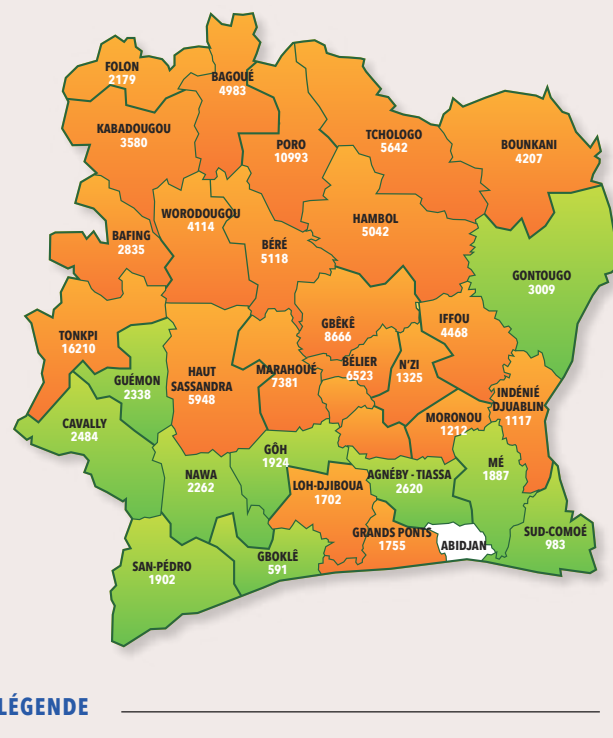 FOLON
2179
BAGOUÉ
4983
KABADOUGOU
3580
PORO
10993
TCHOLOGO
5642
BOUNKANI
4207
WORODOUGOU
4114
HAMBOL
5042
BAFING
2835
BÉRÉ
5118
GONTOUGO
3009
TONKPI
16210
GBÊKÊ
8666
IFFOU
4468
GUÉMON
2338
HAUT
SASSANDRA
5948
MARAHOUÉ
7381
BÉLIER
6523
N'ZI
1325
INDÉNIÉ
DJUABLIN
1117
CAVALLY
2484
MORONOU
1212
GÔH
1924
NAWA
2262
LOH-DJIBOUA
1702
AGNÉBY - TIASSA
2620
MÉ
1887
GRANDS PONTS
1755
ABIDJAN
SUD-COMOÉ
983
SAN-PÉDRO
1902
GBOKLÊ
591
LÉGENDE